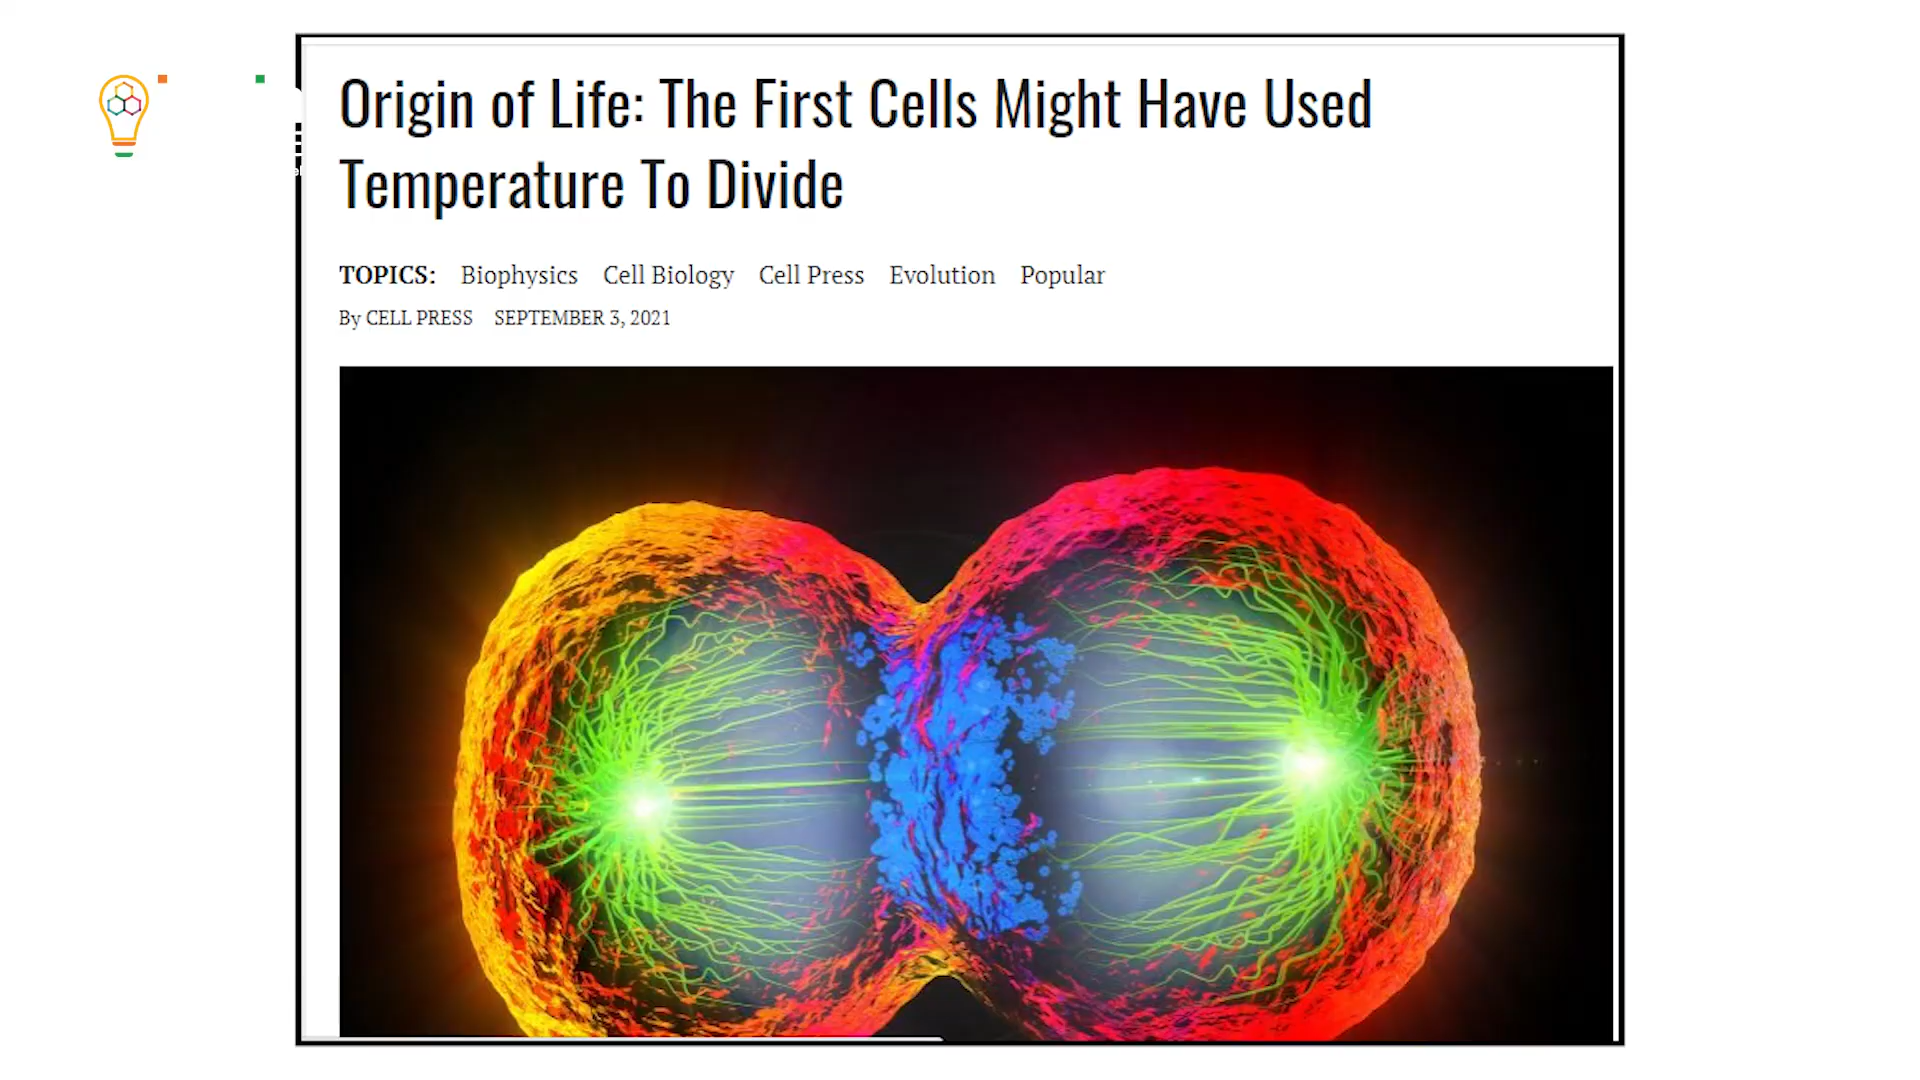 Origin of Life: The First Cells Might Have Used
Temperature To Divide
TOPICS: Biophysics Cell Biology Cell Press Evolution Popular
By CELL PRESS SEPTEMBER 3, 2021